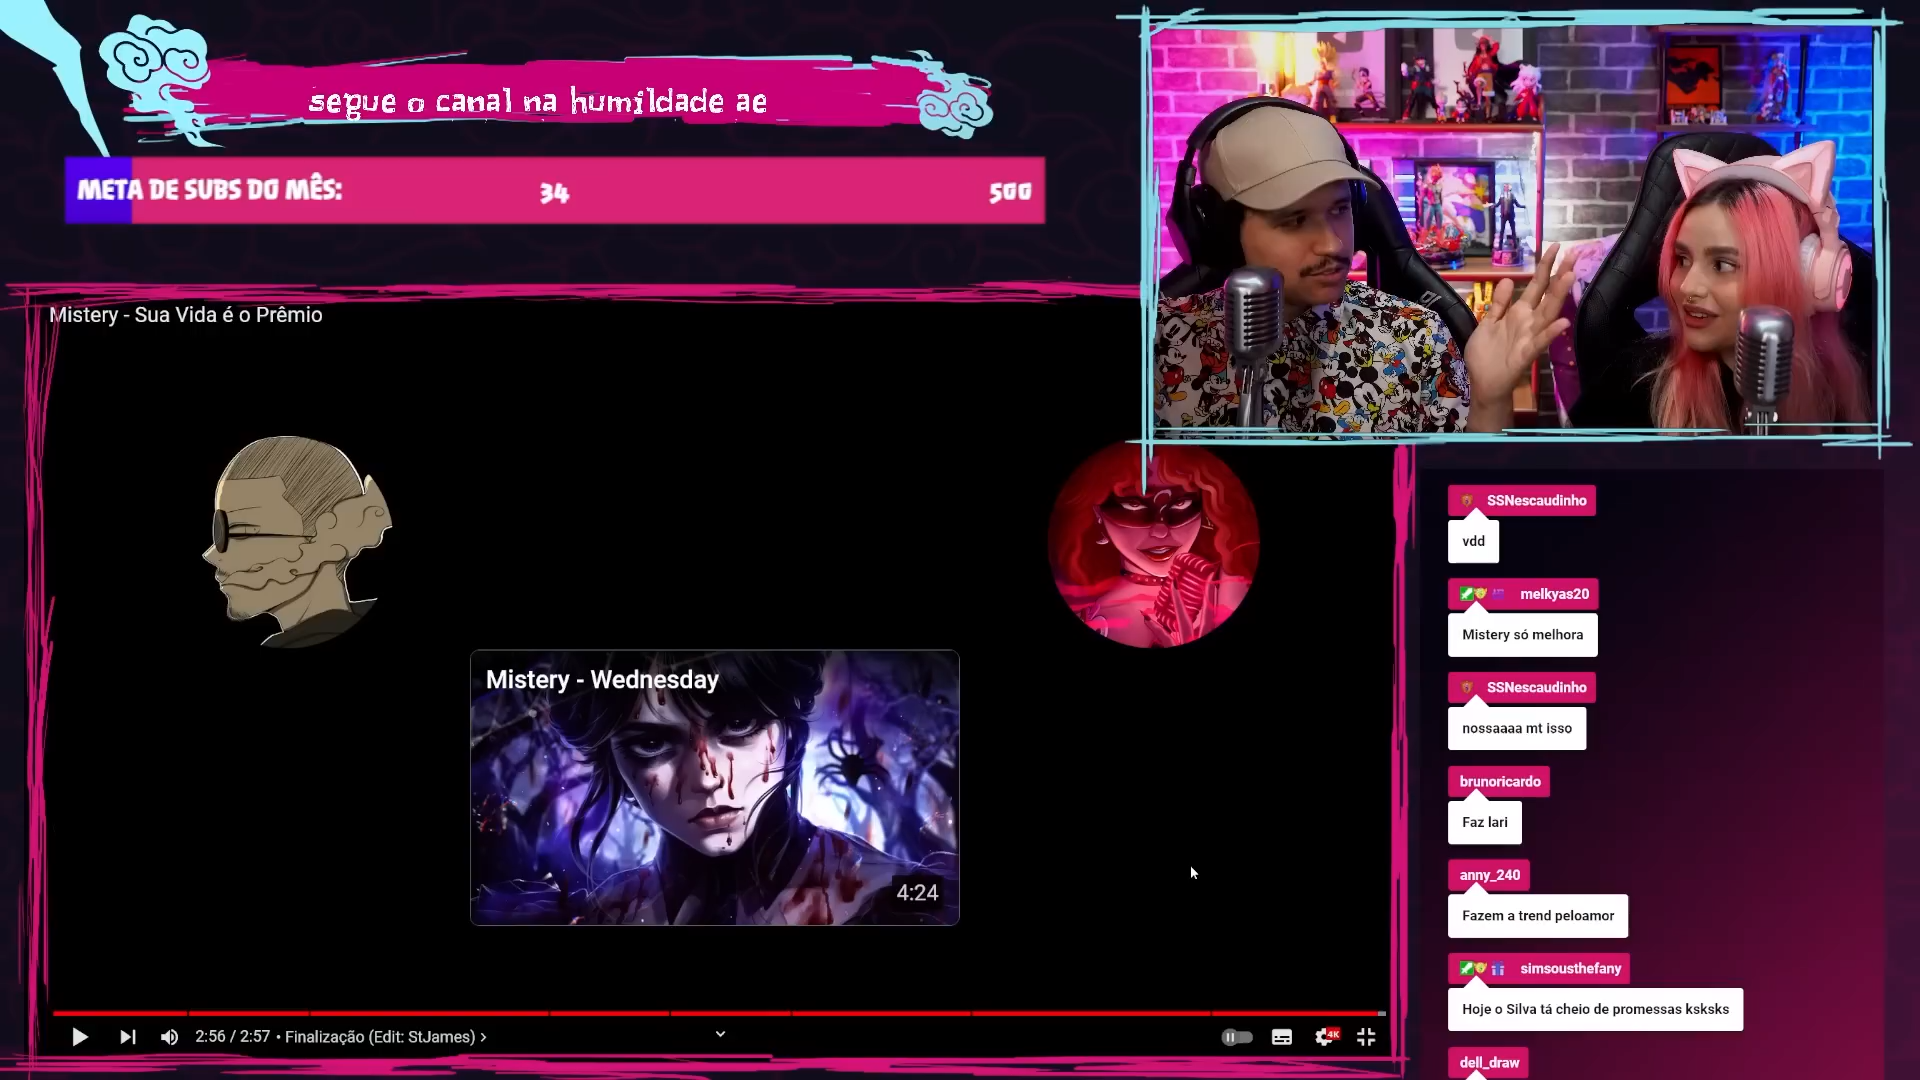 segue o canal na humildade ae
META DE SUBS DO MÊS: 34 500
Mistery - Sua Vida é o Prêmio
Mistery - Wednesday
4:24
2:56 / 2:57 • Finalização (Edit: StJames) >
4K
SSNescaudinho
vdd
melkyas20
Mistery só melhora
SSNescaudinho
nossaaaa mt isso
brunoricardo
Faz lari
anny_240
Fazem a trend peloamor
simsousthefany
Hoje o Silva tá cheio de promessas ksksks
dell_draw